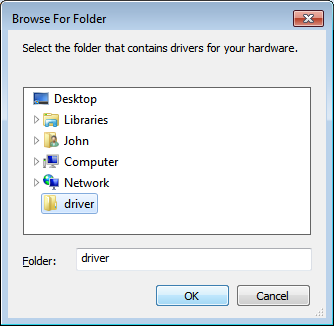 Browse For Folder
Select the folder that contains drivers for your hardware.
Desktop
Libraries
John
Computer
Network
driver
Folder: driver
OK Cancel